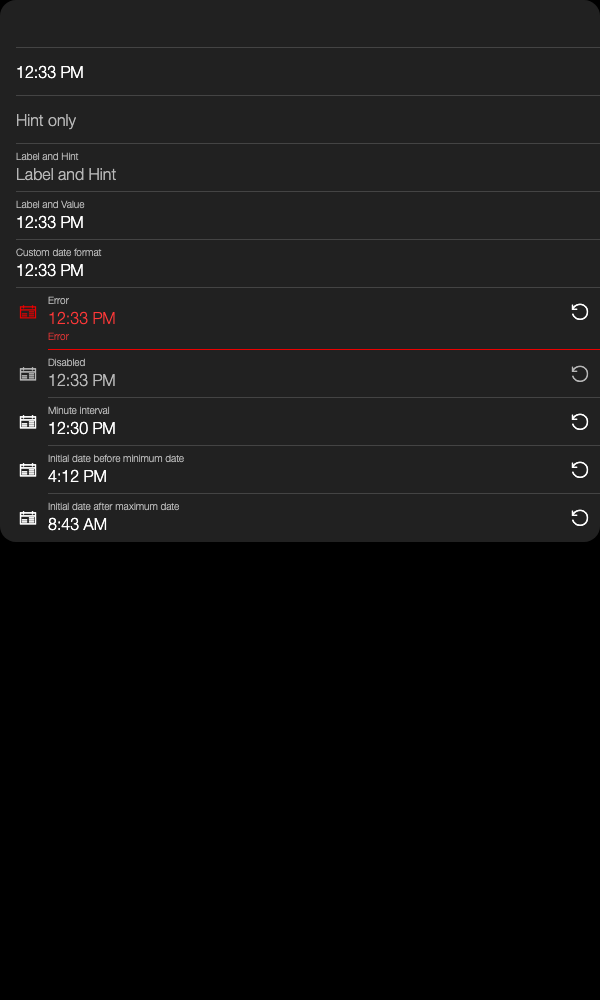 12:33 PM
Hint only
Label and Hint
Label and Hint
Label and Value
12:33 PM
Custom date format
12:33 PM
Error
12:33 PM
Error
Disabled
12:33 PM
Minute interval
12:30 PM
Initial date before minimum date
4:12 PM
Initial date after maximum date
8:43 AM